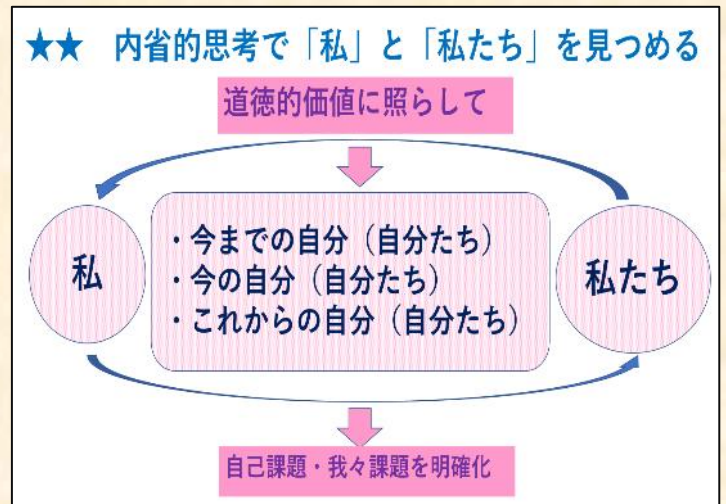 ★★ 内省的思考で「私」と「私たち」を見つめる
道徳的価値に照らして
私
・今までの自分（自分たち）
・今の自分（自分たち）
・これからの自分（自分たち）
私たち
自己課題・我々課題を明確化